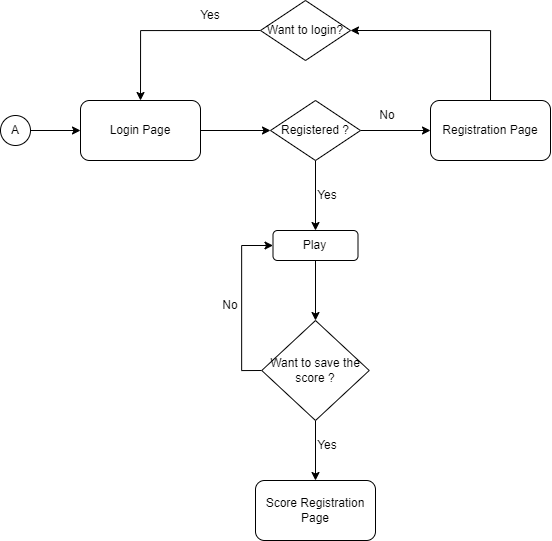 Yes
Want to login?
A
Login Page
Registered ?
No
Registration Page
Yes
Play
No
Want to save the
score ?
Yes
Score Registration
Page